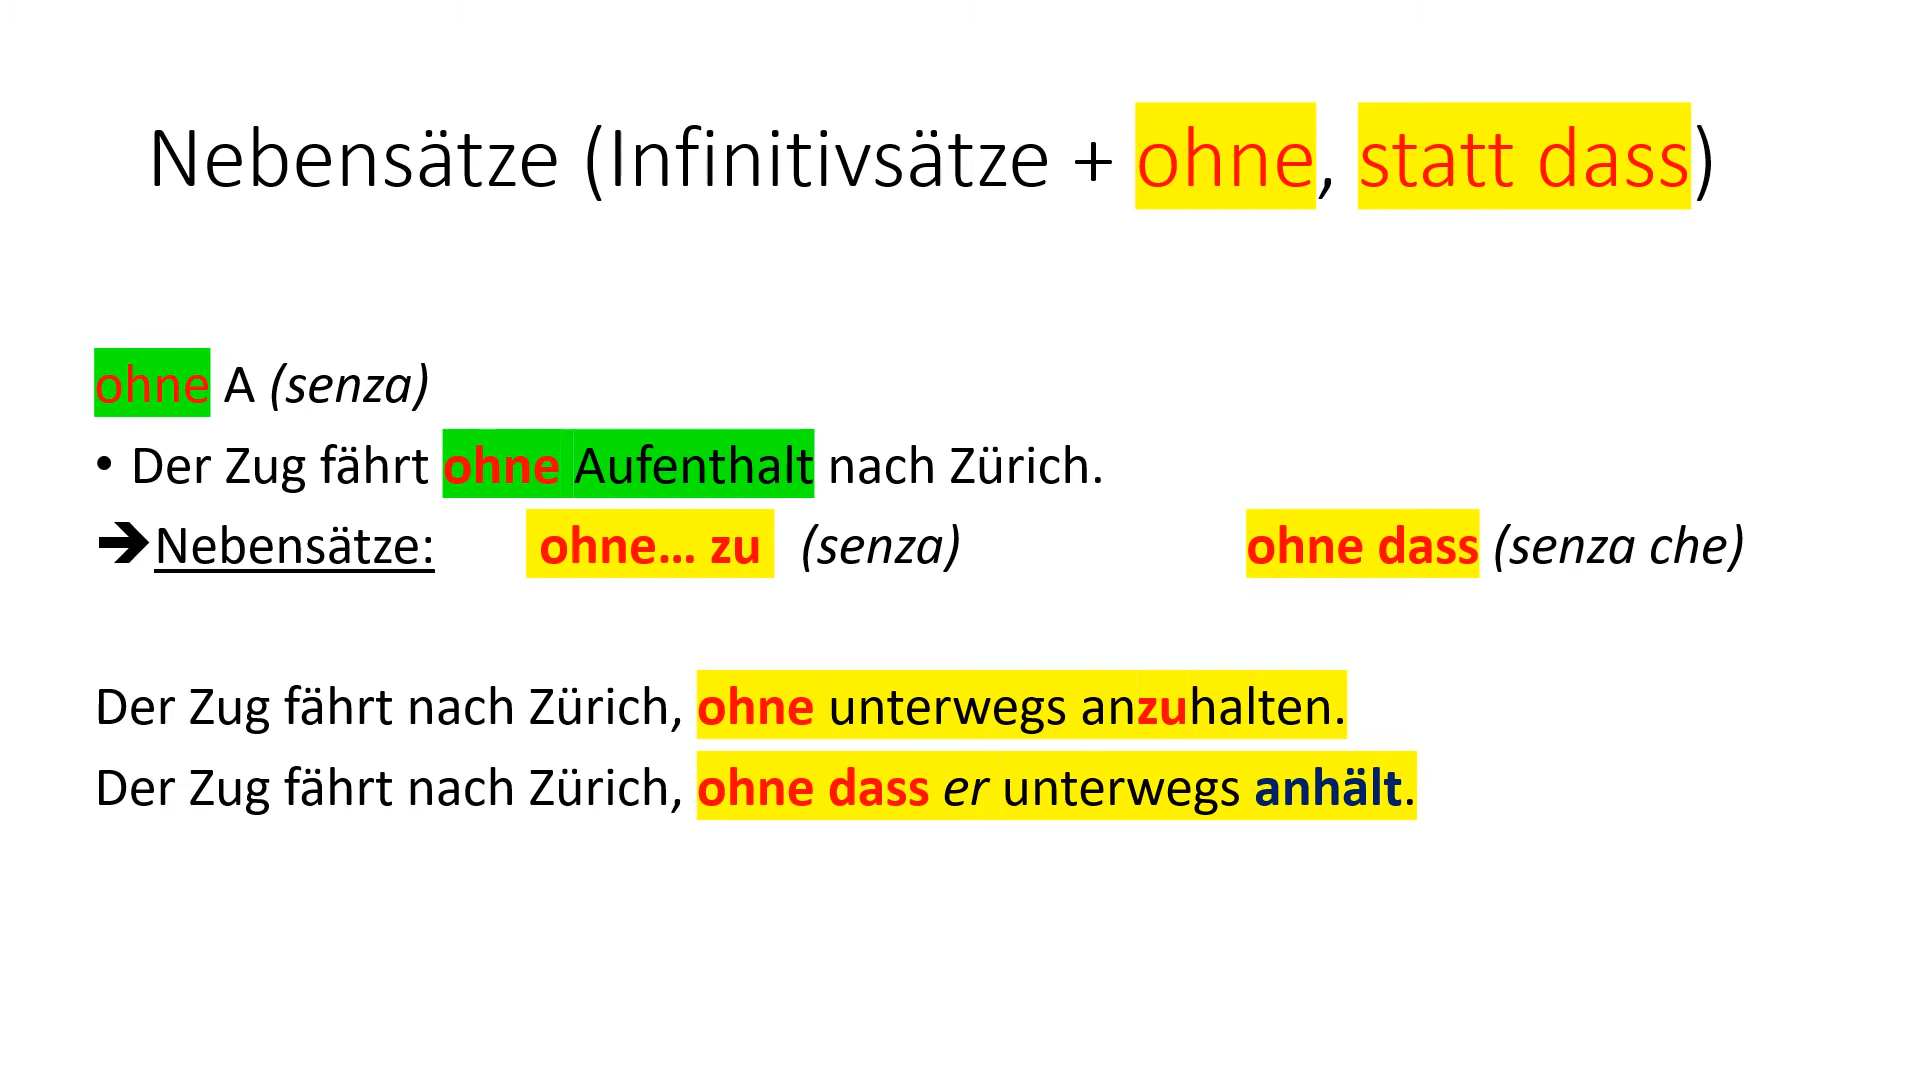 Nebensätze (Infinitivsätze + ohne, statt dass)
ohne A (senza)
• Der Zug fährt ohne Aufenthalt nach Zürich.
➔Nebensätze: ohne… zu (senza) ohne dass (senza che)
Der Zug fährt nach Zürich, ohne unterwegs anzuhalten.
Der Zug fährt nach Zürich, ohne dass er unterwegs anhält.